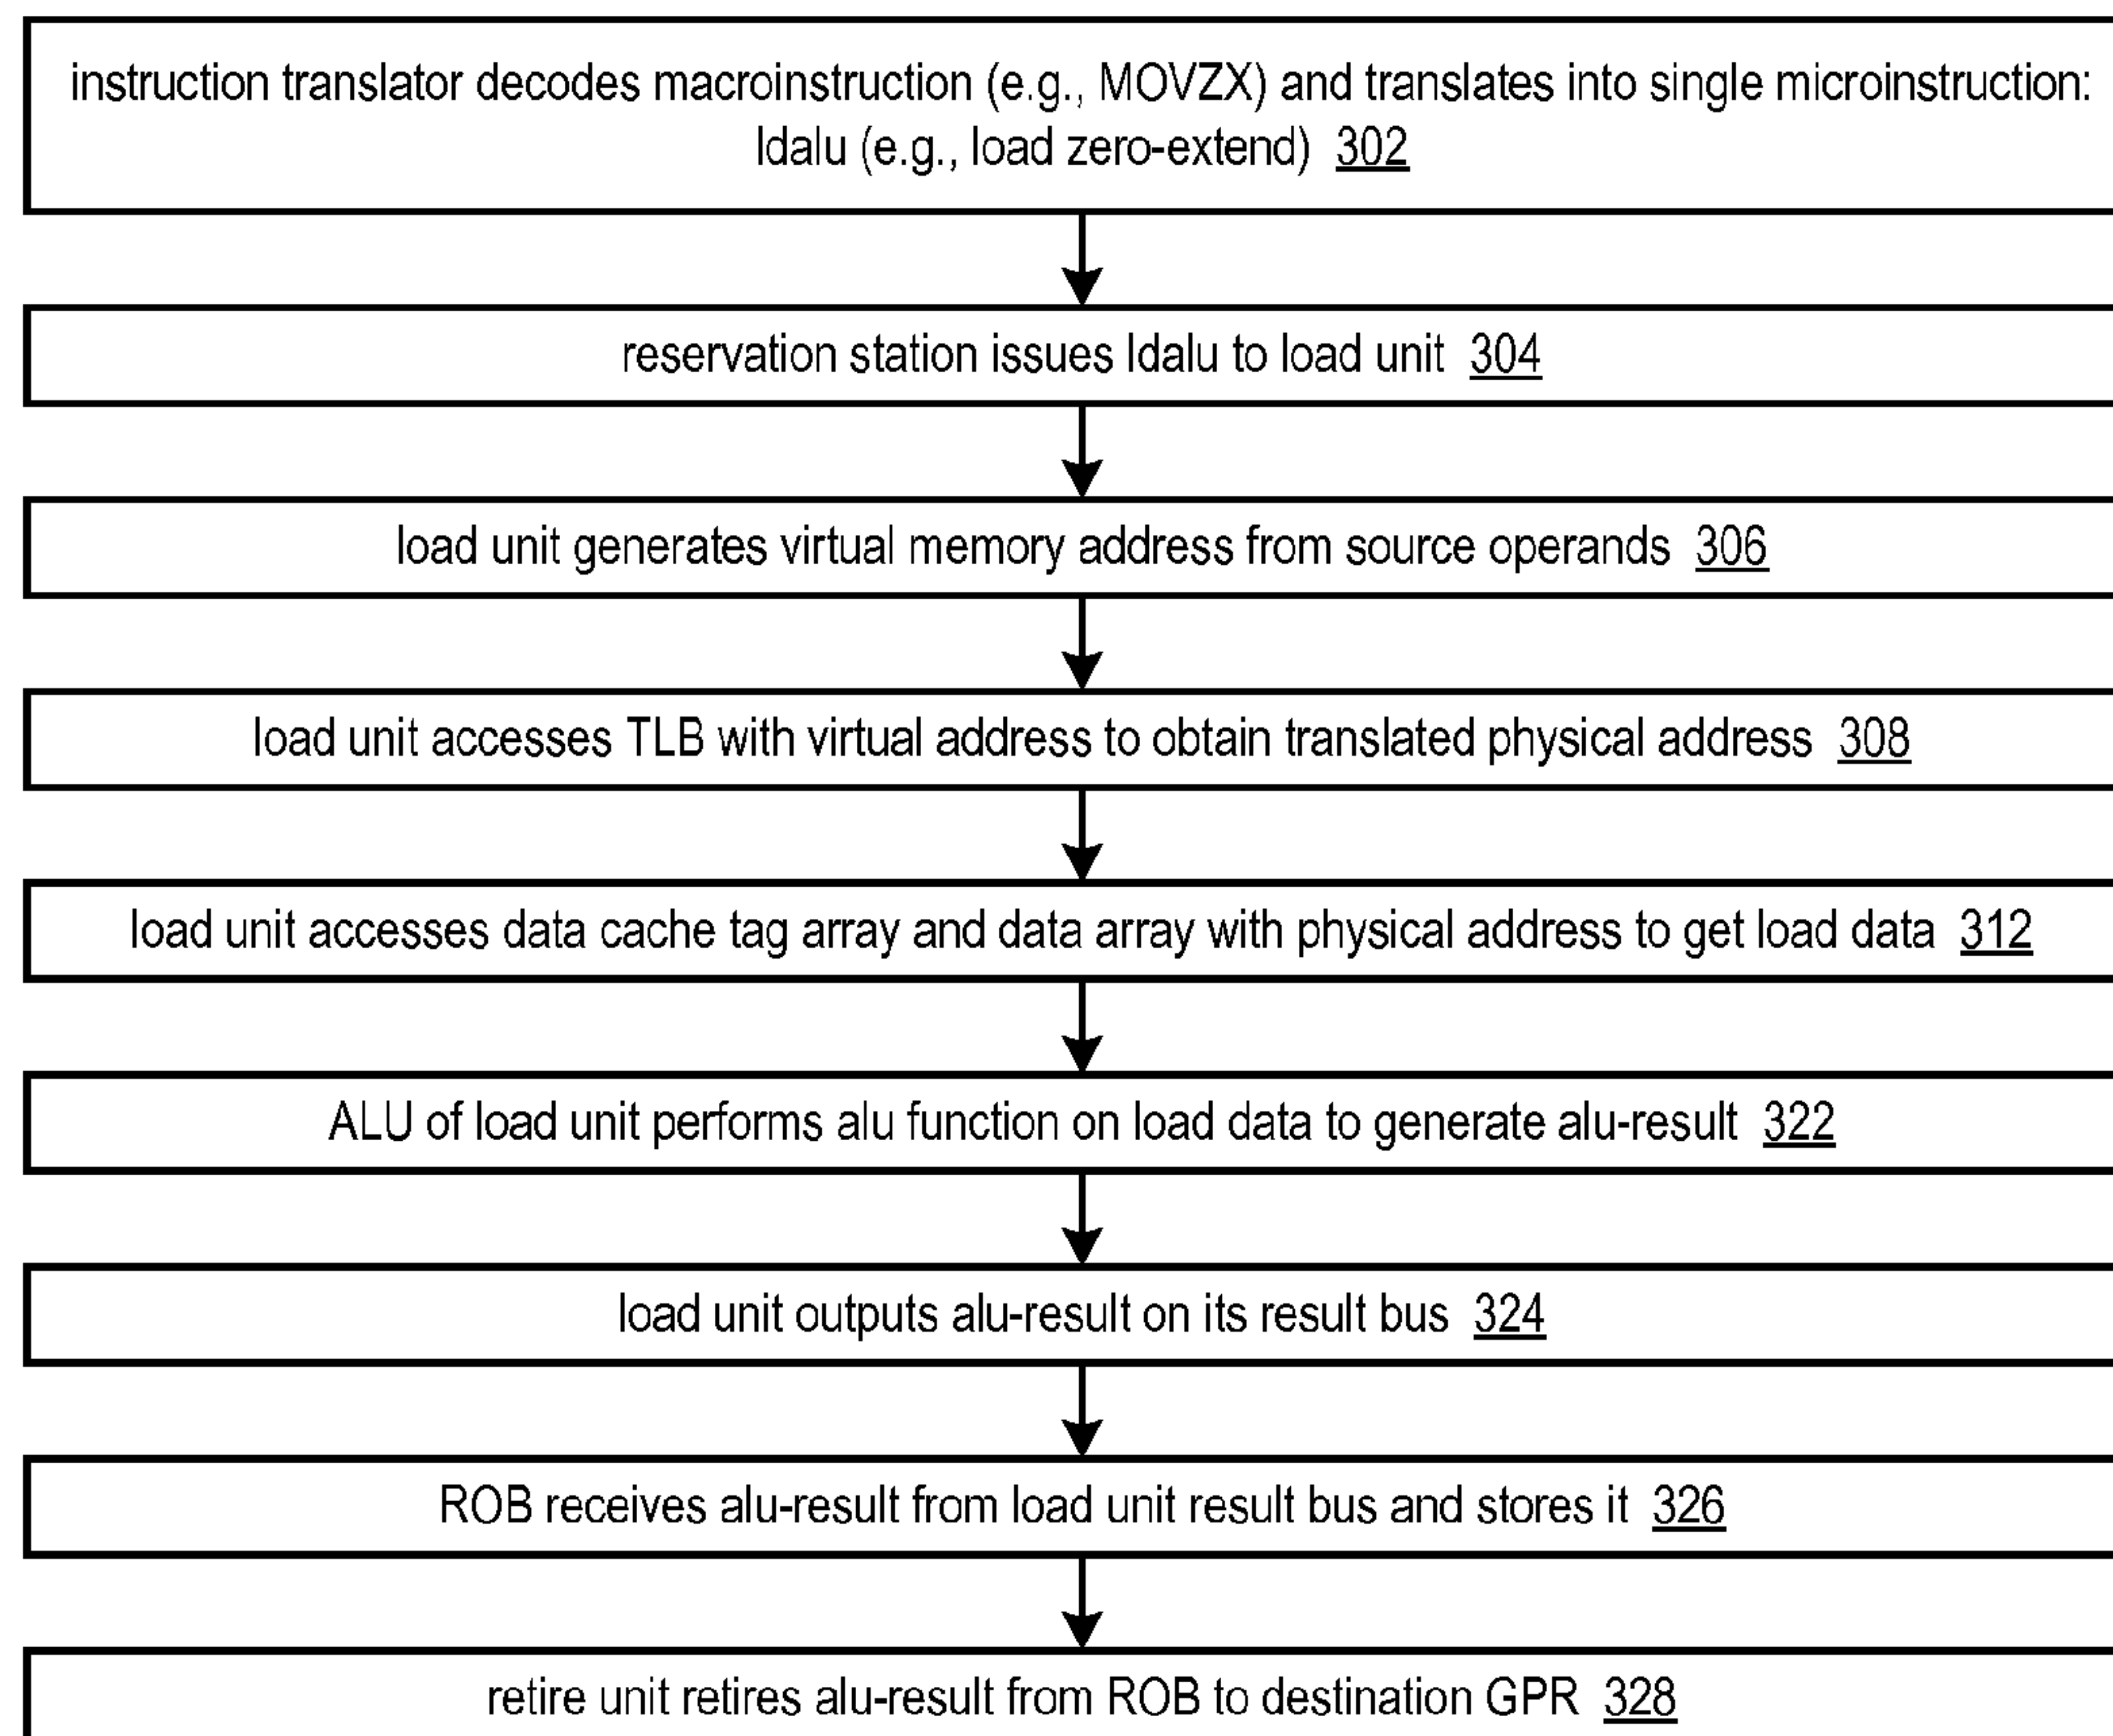 instruction translator decodes macroinstruction (e.g., MOVZX) and translates into single microinstruction:
ldalu (e.g., load zero-extend) 302
reservation station issues ldalu to load unit 304
load unit generates virtual memory address from source operands 306
load unit accesses TLB with virtual address to obtain translated physical address 308
load unit accesses data cache tag array and data array with physical address to get load data 312
ALU of load unit performs alu function on load data to generate alu-result 322
load unit outputs alu-result on its result bus 324
ROB receives alu-result from load unit result bus and stores it 326
retire unit retires alu-result from ROB to destination GPR 328